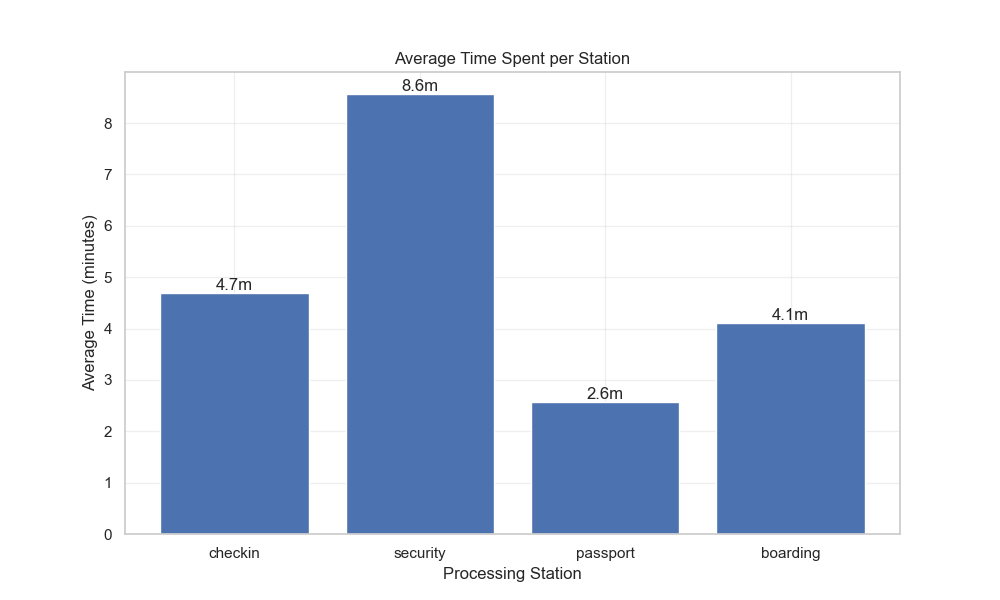 Average Time Spent per Station
8.6m
8
7
6
5
4.7m
4.1m
4
3
2.6m
2
1
0
Average Time (minutes)
checkin security passport boarding
Processing Station